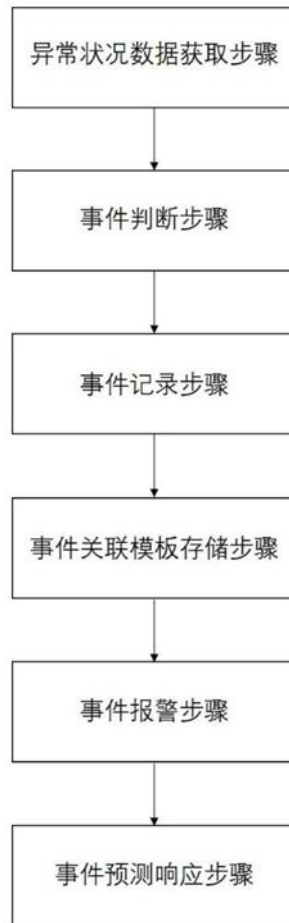 异常状况数据获取步骤
事件判断步骤
事件记录步骤
事件关联模板存储步骤
事件报警步骤
事件预测响应步骤